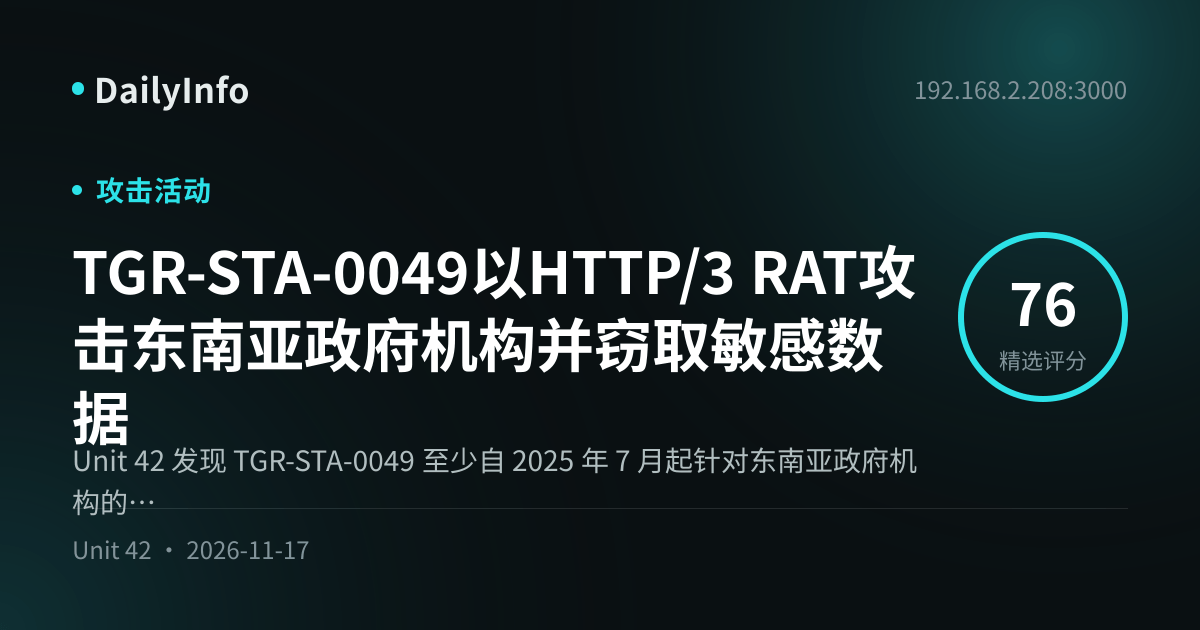 DailyInfo
192.168.2.208:3000
攻击活动
TGR-STA-0049以HTTP/3 RAT攻
击东南亚政府机构并窃取敏感数
据
76
精选评分
Unit 42 发现 TGR-STA-0049 至少自 2025 年 7 月起针对东南亚政府机
构的…
Unit 42 · 2026-11-17